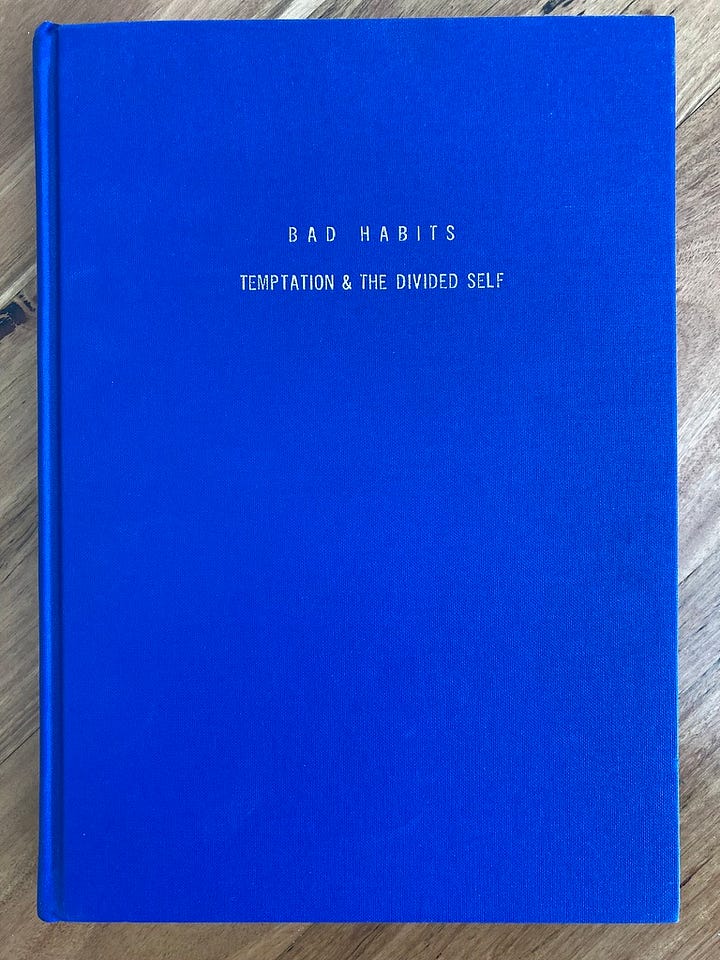 BAD HABITS
TEMPTATION & THE DIVIDED SELF